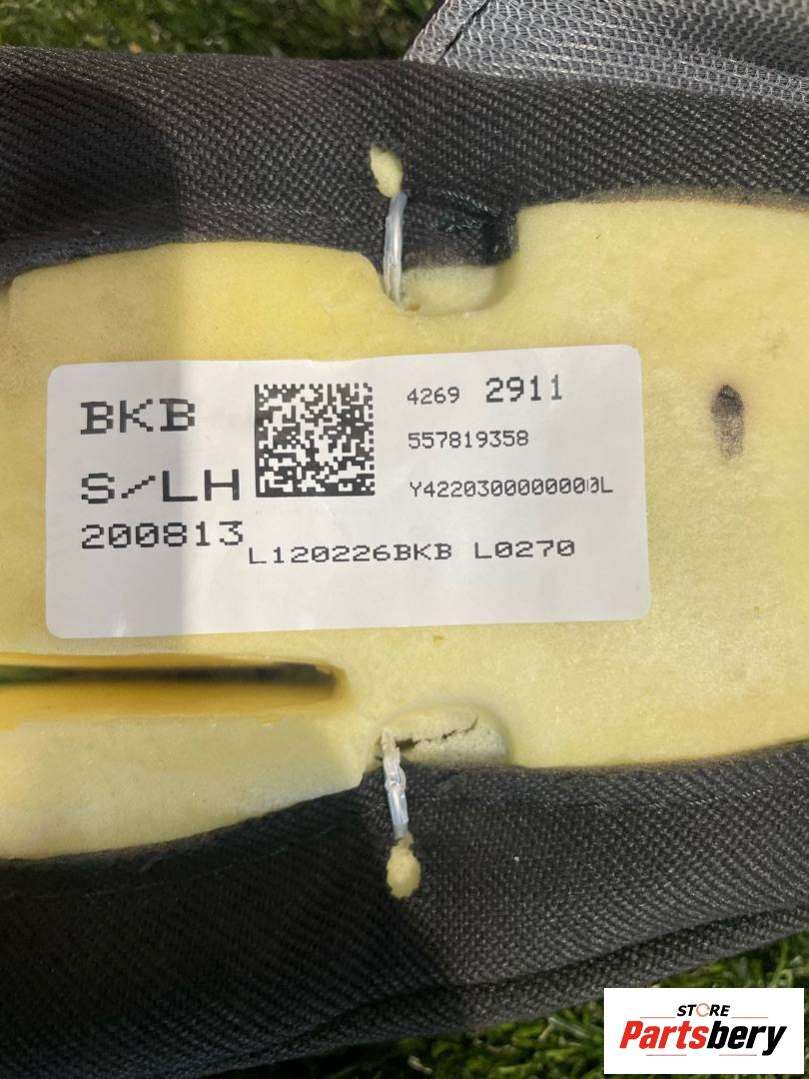 BKB
S/LH
200813
4269 2911
557819358
L120226BKB L0270
STORE
Partsbery